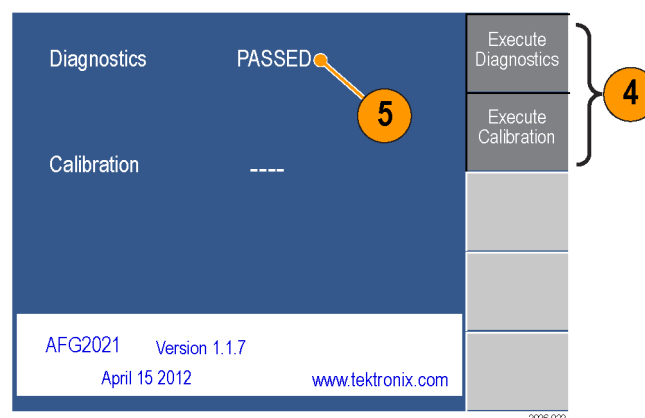 Diagnostics PASSED
5
Calibration ----
Execute
Diagnostics
Execute
Calibration
4
AFG2021 Version 1.1.7
April 15 2012 www.tektronix.com